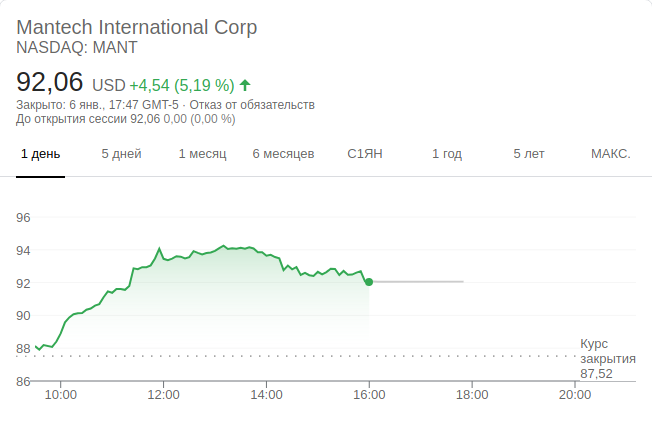 Mantech International Corp
NASDAQ: MANT
92,06 USD +4,54 (5,19 %)
Закрыто: 6 янв., 17:47 GMT-5 · Отказ от обязательств
До открытия сессии 92,06 0,00 (0,00 %)
1 день 5 дней 1 месяц 6 месяцев С1ЯН 1 год 5 лет МАКС.
96
94
92
90
88
Курс
закрытия
87,52
86
10:00 12:00 14:00 16:00 18:00 20:00